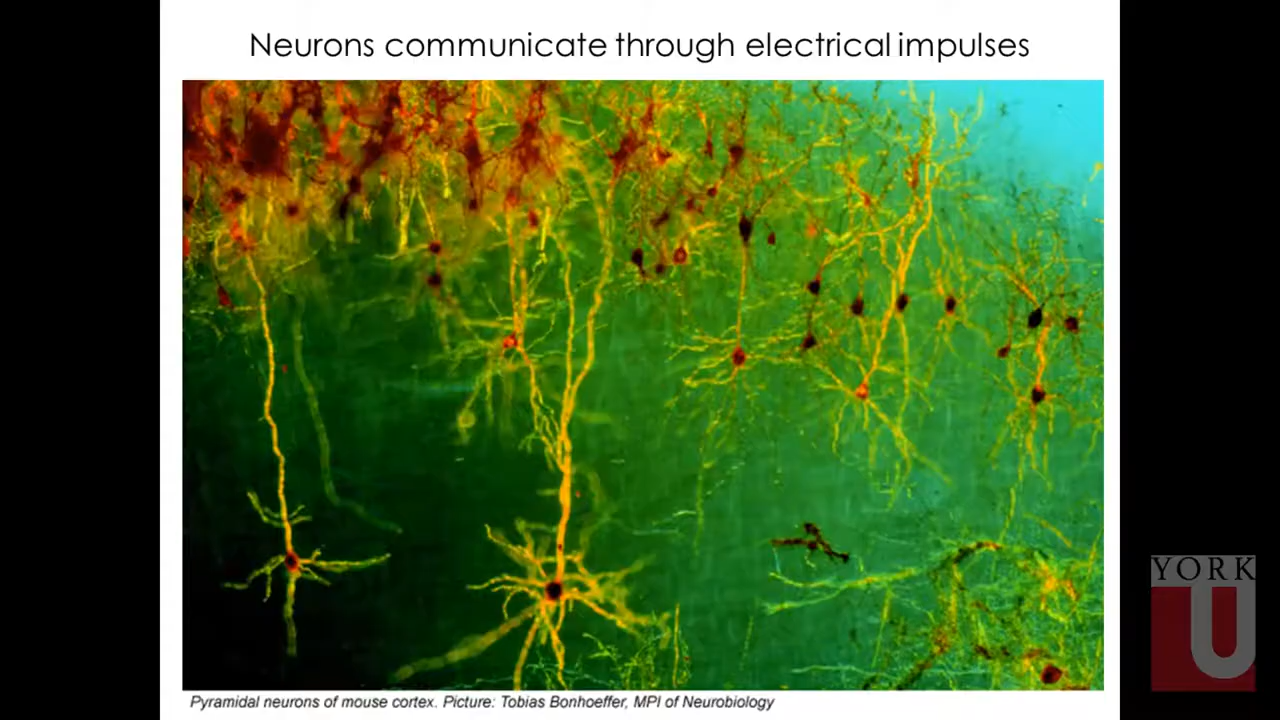 Neurons communicate through electrical impulses
YORK
U
Pyramidal neurons of mouse cortex. Picture: Tobias Bonhoeffer, MPI of Neurobiology